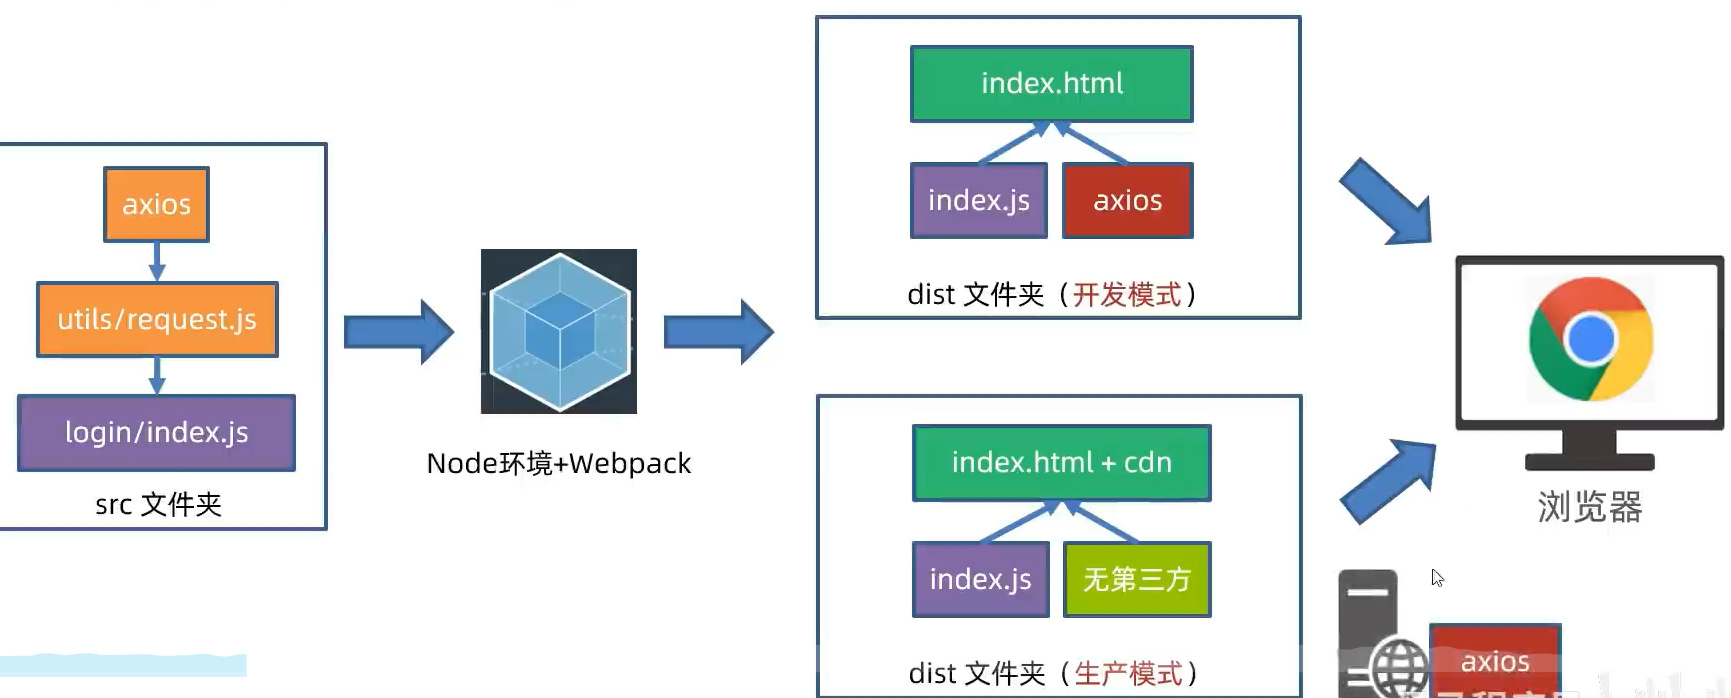 axios
utils/request.js
login/index.js
src 文件夹
Node环境+Webpack
index.html
index.js
axios
dist 文件夹（开发模式）
index.html + cdn
index.js
无第三方
dist 文件夹（生产模式）
浏览器
axios